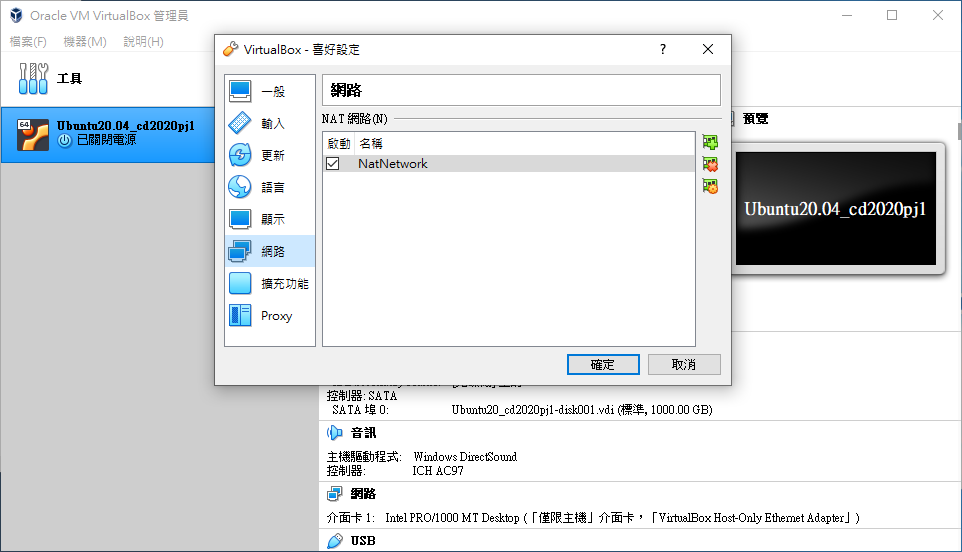 Oracle VM VirtualBox 管理員
檔案(F) 機器(M) 說明(H)
工具
64
Ubuntu20.04_cd2020pj1
已關閉電源
VirtualBox - 喜好設定
?
一般
輸入
更新
語言
顯示
網路
擴充功能
Proxy
網路
NAT 網路(N)
啟動 名稱
NatNetwork
確定 取消
預覽
Ubuntu20.04_cd2020pj1
控制器: SATA
SATA 埠 0: Ubuntu20_cd2020pj1-disk001.vdi (標準, 1000.00 GB)
音訊
主機驅動程式: Windows DirectSound
控制器: ICH AC97
網路
介面卡 1: Intel PRO/1000 MT Desktop (「僅限主機」介面卡，「VirtualBox Host-Only Ethernet Adapter」)
USB